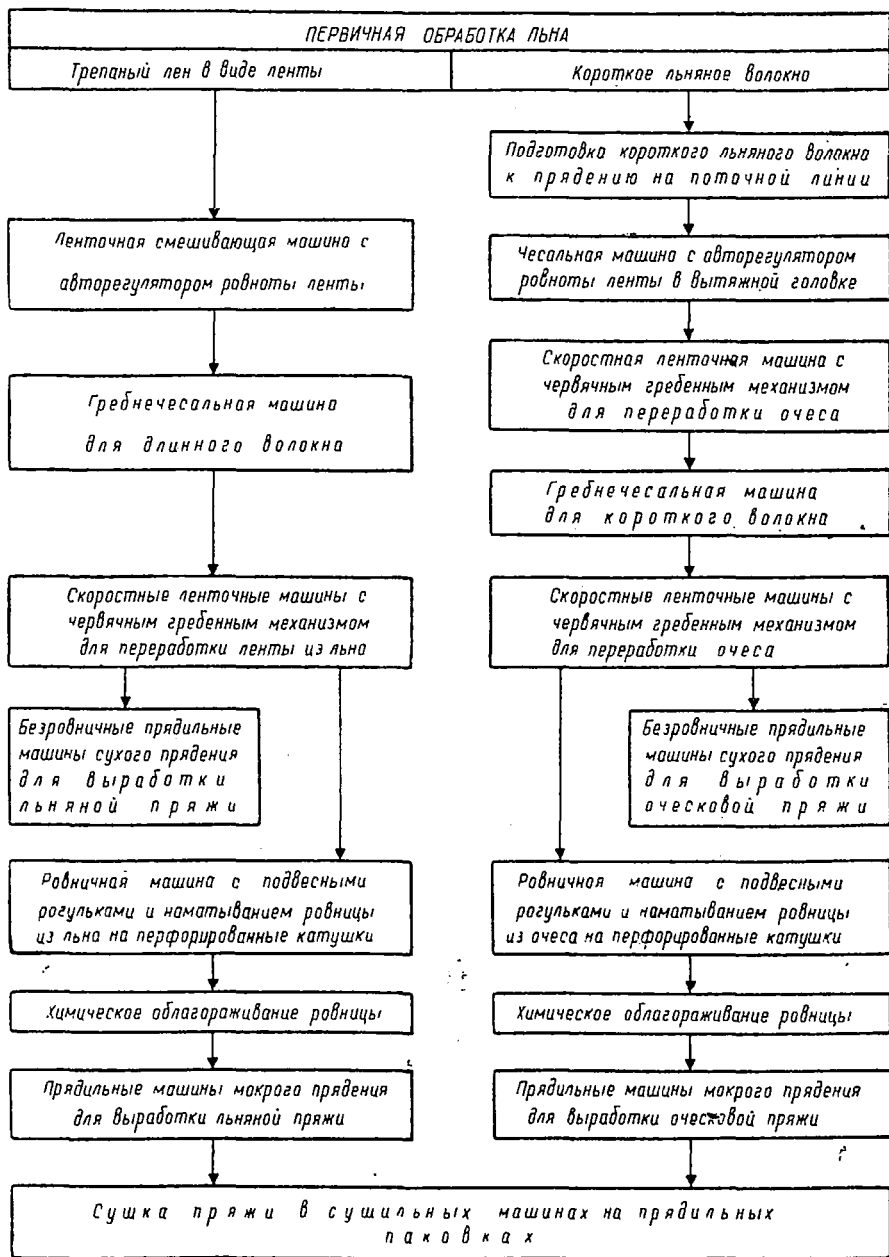 ПЕРВИЧНАЯ ОБРАБОТКА ЛЬНА
Трепаный лен в виде ленты
Короткое льняное волокно
Подготовка короткого льняного волокна
к прядению на поточной линии
Ленточная смешивающая машина с
авторегулятором ровноты ленты
Чесальная машина с авторегулятором
ровноты ленты в вытяжной головке
Скоростная ленточная машина с
червячным гребенным механизмом
для переработки очеса
Гребнечесальная машина
для длинного волокна
Гребнечесальная машина
для короткого волокна
Скоростные ленточные машины с
червячным гребенным механизмом
для переработки ленты из льна
Скоростные ленточные машины с
червячным гребенным механизмом
для переработки очеса
Безровничные прядильные
машины сухого прядения
для выработки
льняной пряжи
Безровничные прядильные
машины сухого прядения
для выработки
оческовой пряжи
Ровничная машина с подвесными
рогульками и наматыванием ровницы
из льна на перфорированные катушки
Ровничная машина с подвесными
рогульками и наматыванием ровницы
из очеса на перфорированные катушки
Химическое облагораживание ровницы
Химическое облагораживание ровницы
Прядильные машины мокрого прядения
для выработки льняной пряжи
Прядильные машины мокрого прядения
для выработки оческовой пряжи
Сушка пряжи в сушильных машинах на прядильных
паковках